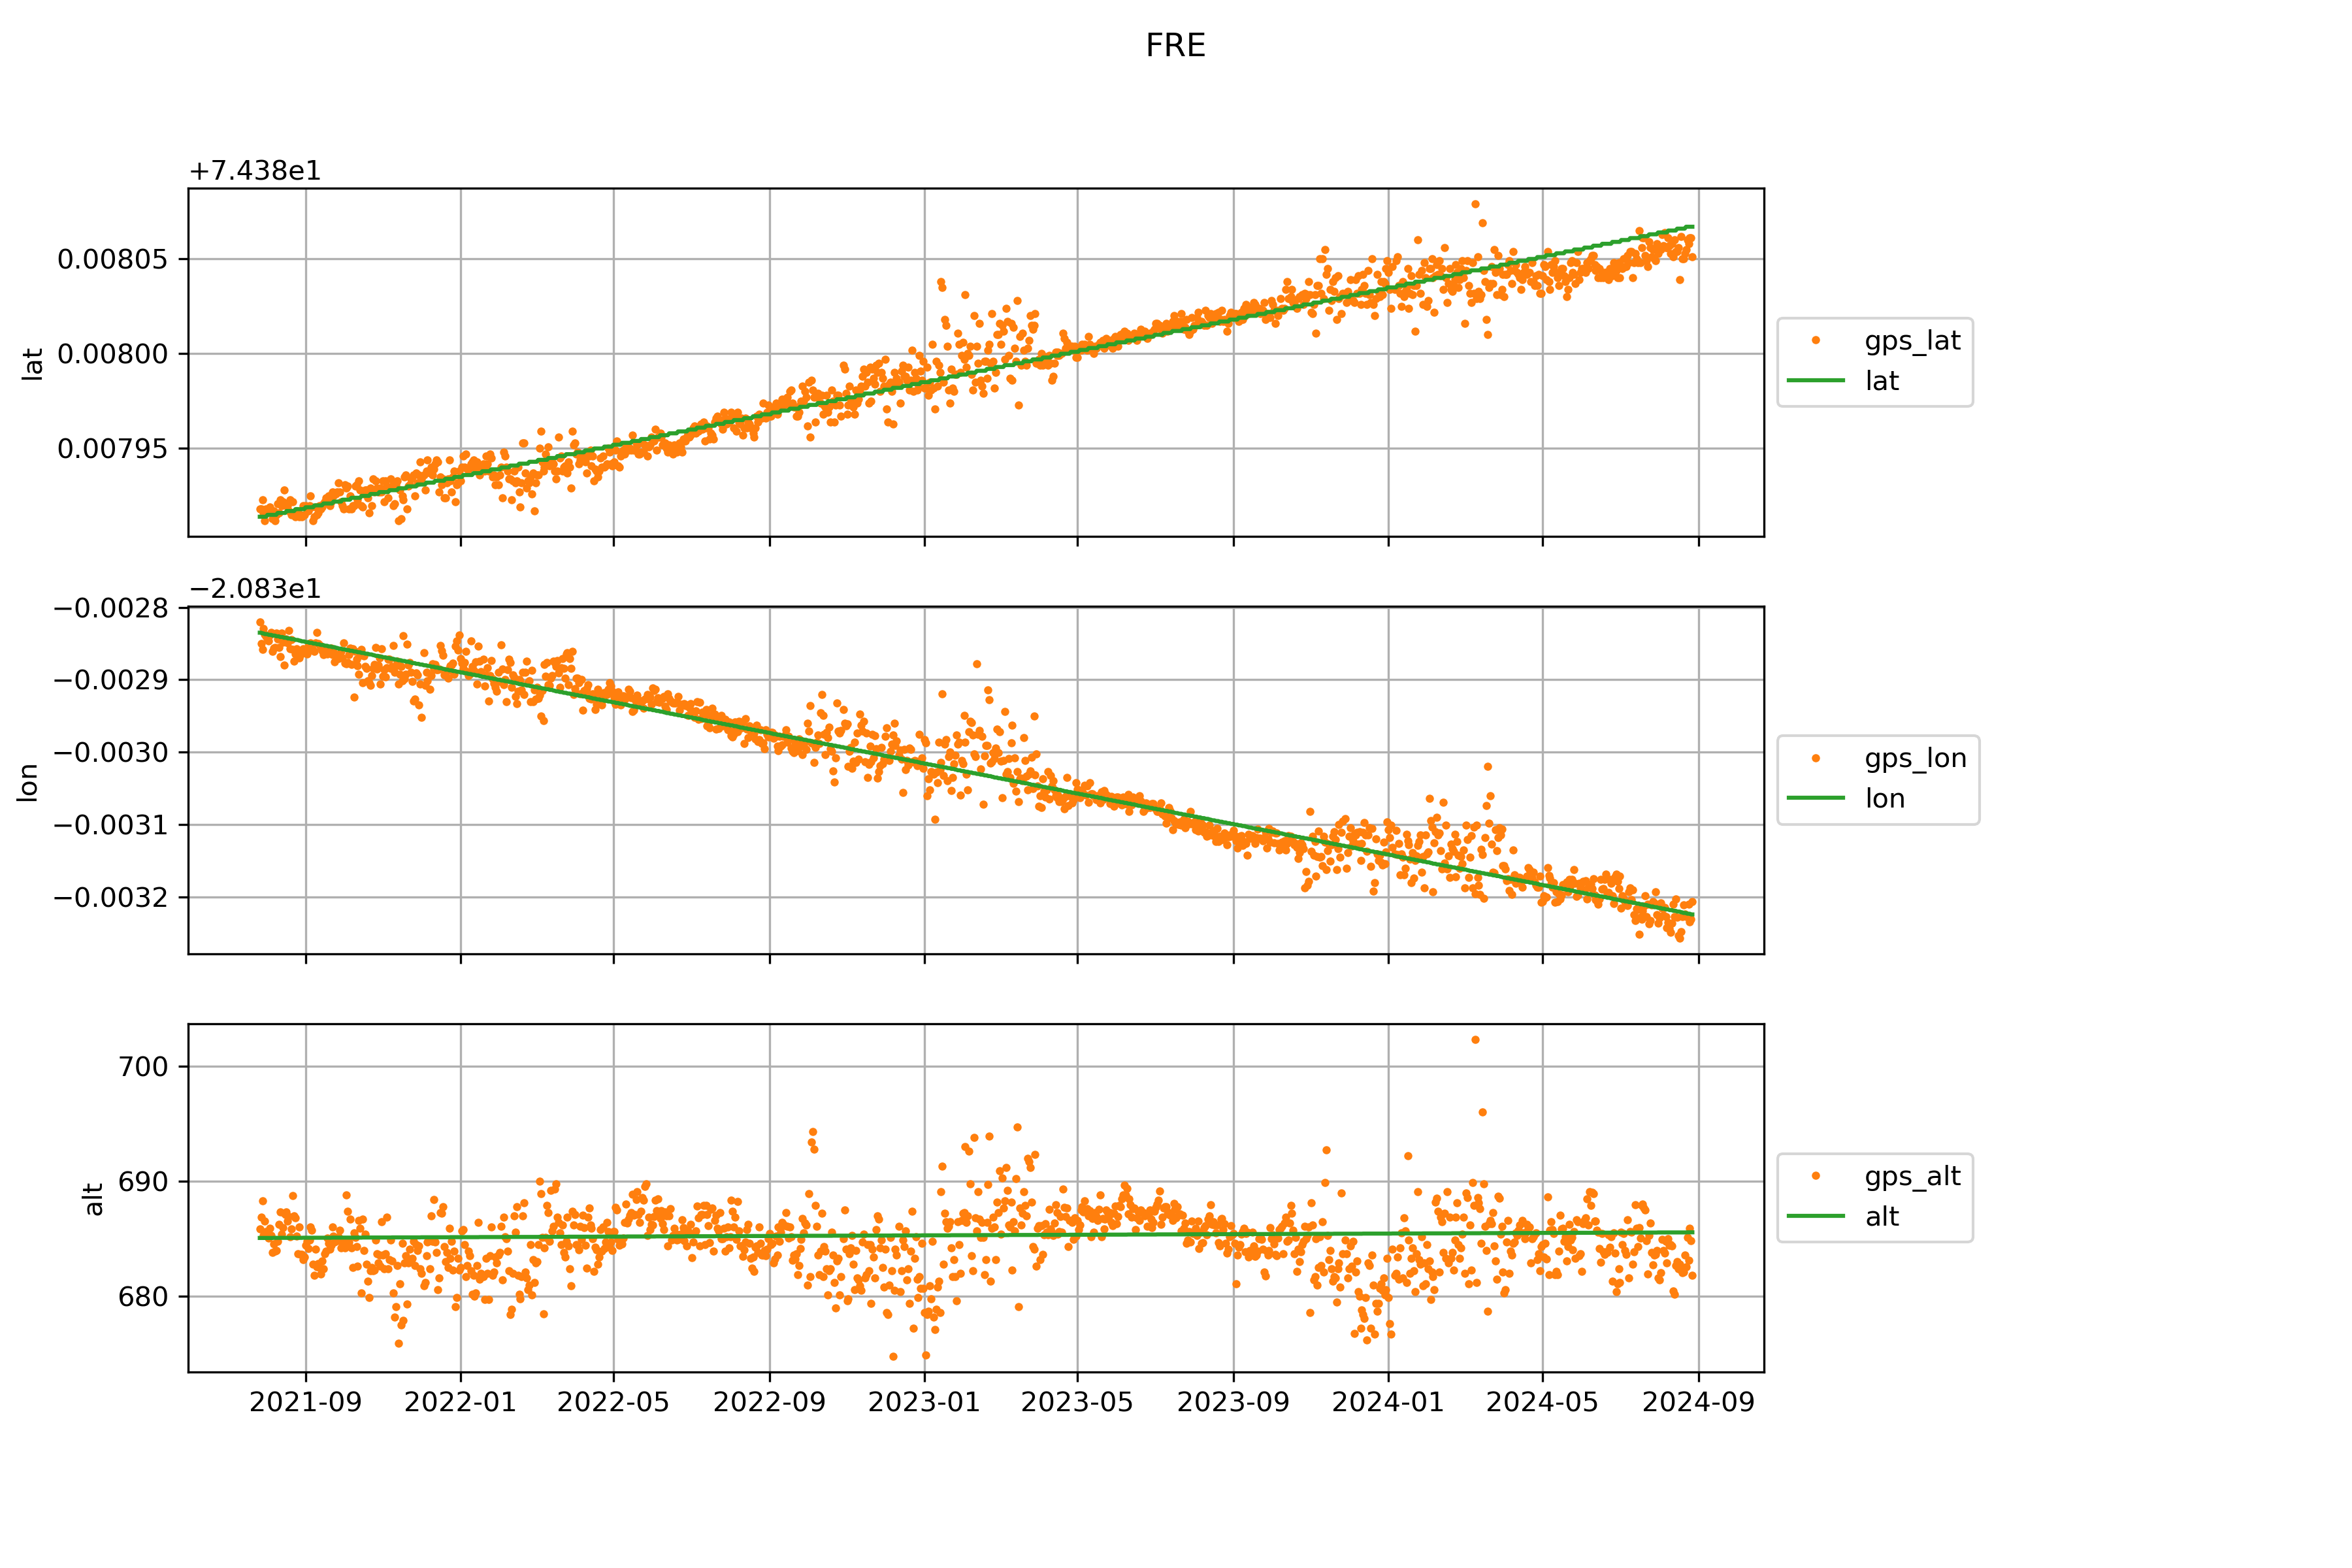 FRE
+7.438e1
0.00805
0.00800
0.00795
lat
gps_lat
lat
−2.083e1
−0.0028
−0.0029
−0.0030
−0.0031
−0.0032
lon
gps_lon
lon
700
690
680
alt
gps_alt
alt
2021-09 2022-01 2022-05 2022-09 2023-01 2023-05 2023-09 2024-01 2024-05 2024-09